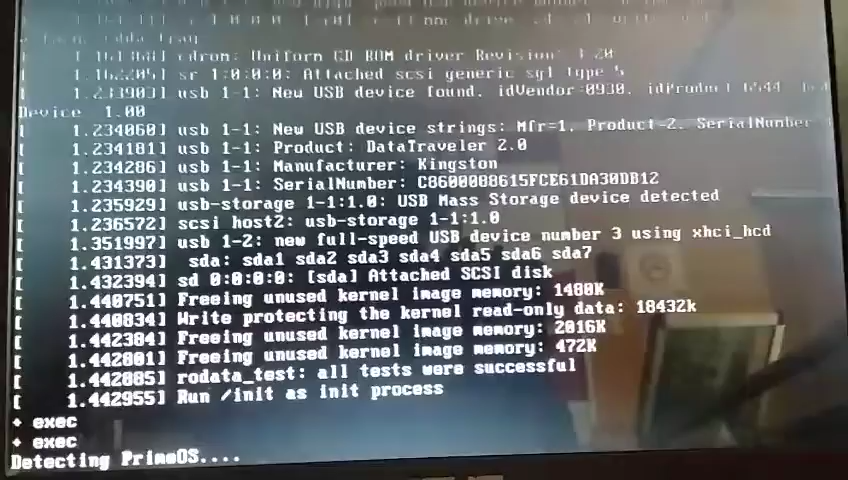 [ 1.161368] cdrom: Uniform CD-ROM driver Revision: 3.20
[ 1.162205] sr 1:0:0:0: Attached scsi generic sg1 type 5
[ 1.233903] usb 1-1: New USB device found, idVendor=0930, idProduct=6544,
Device 1.00
[ 1.234060] usb 1-1: New USB device strings: Mfr=1, Product=2, SerialNumber
[ 1.234181] usb 1-1: Product: DataTraveler 2.0
[ 1.234286] usb 1-1: Manufacturer: Kingston
[ 1.234390] usb 1-1: SerialNumber: C8600088615FCE61DA30DB12
[ 1.235929] usb-storage 1-1:1.0: USB Mass Storage device detected
[ 1.236572] scsi host2: usb-storage 1-1:1.0
[ 1.351997] usb 1-2: new full-speed USB device number 3 using xhci_hcd
[ 1.431373] sda: sda1 sda2 sda3 sda4 sda5 sda6 sda7
[ 1.432394] sd 0:0:0:0: [sda] Attached SCSI disk
[ 1.440751] Freeing unused kernel image memory: 1480K
[ 1.440834] Write protecting the kernel read-only data: 18432k
[ 1.442384] Freeing unused kernel image memory: 2016K
[ 1.442801] Freeing unused kernel image memory: 472K
[ 1.442885] rodata_test: all tests were successful
[ 1.442955] Run /init as init process
+ exec
+ exec
Detecting PrimeOS....